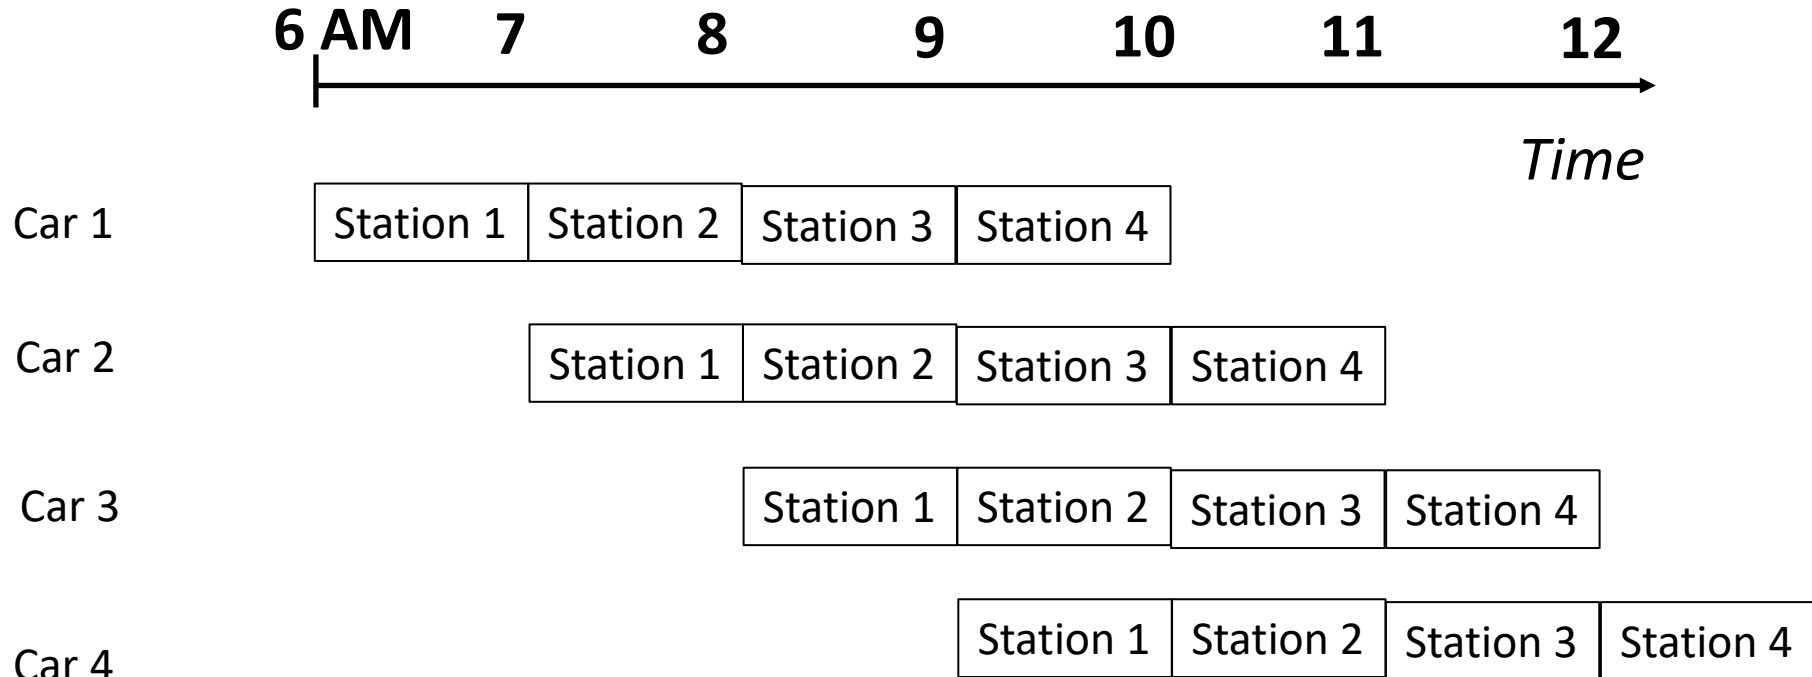 6 AM 7 8 9 10 11 12
Time
Car 1 Station 1 Station 2 Station 3 Station 4
Car 2 Station 1 Station 2 Station 3 Station 4
Car 3 Station 1 Station 2 Station 3 Station 4
Car 4 Station 1 Station 2 Station 3 Station 4